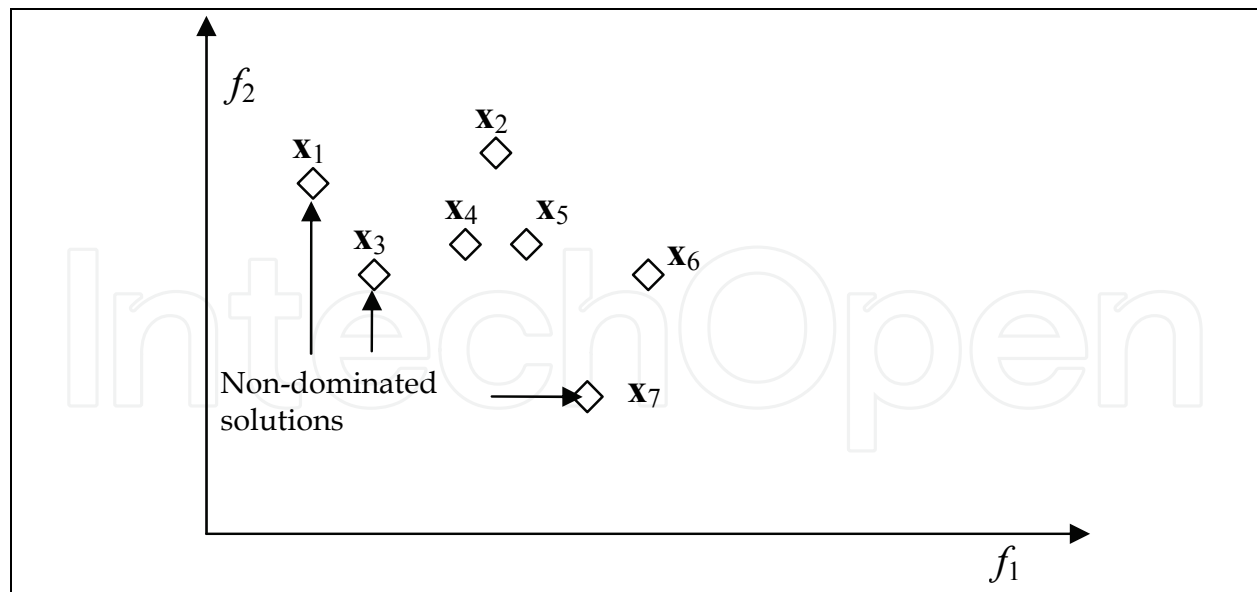 f₂
x₂
x₁
x₄ x₅
x₃
x₆
IntechOpen
Non-dominated
solutions
x₇
f₁